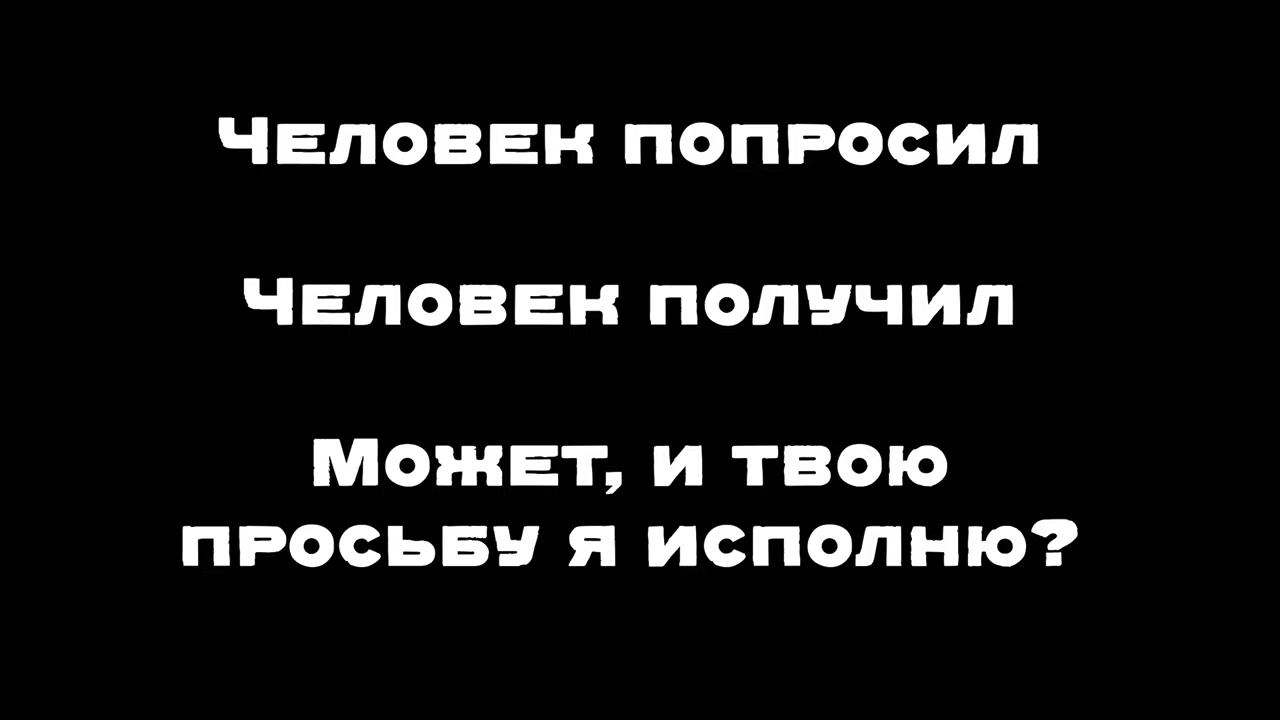 Человек попросил
Человек получил
Может, и твою
просьбу я исполню?